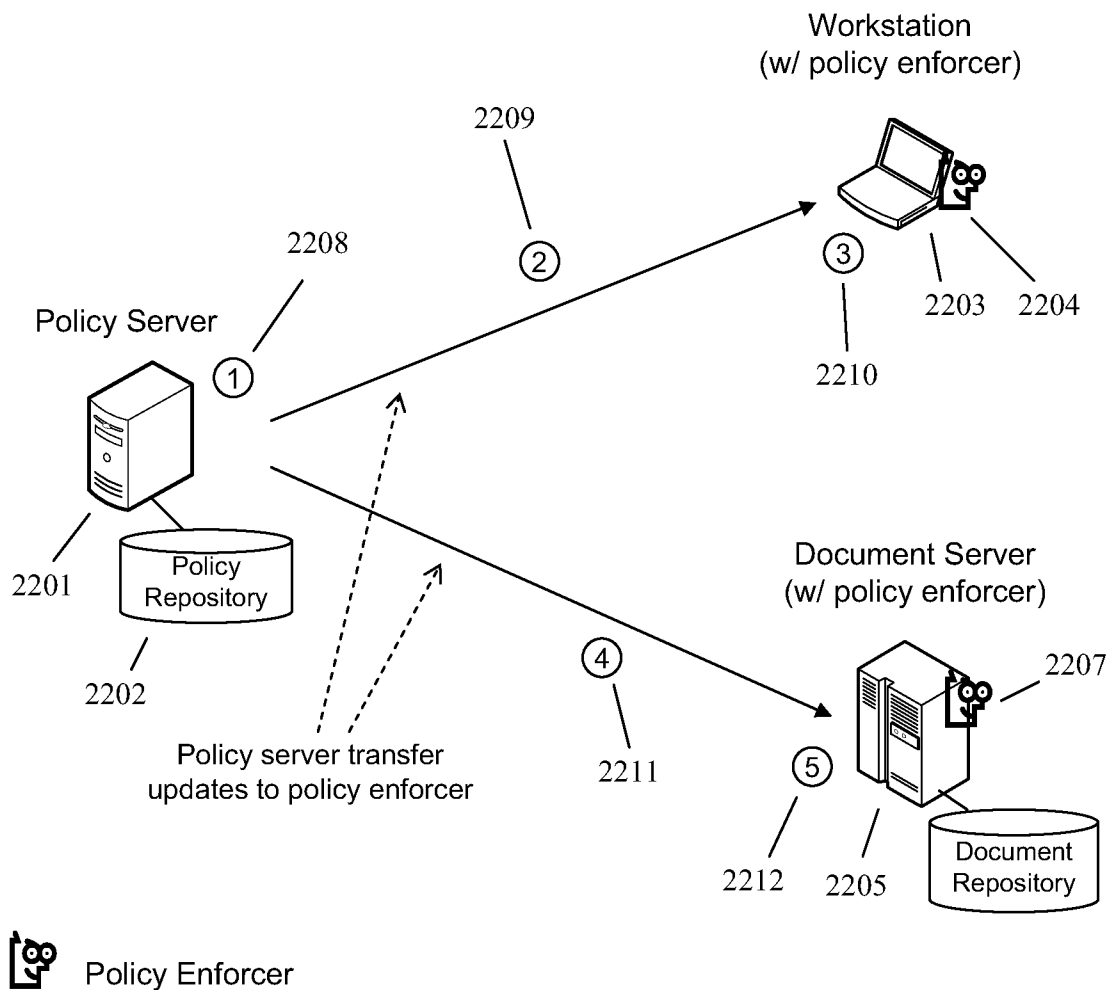 Workstation
(w/ policy enforcer)
2209
2208
2
3
2203
2204
Policy Server
1
2210
2201
Policy
Repository
2202
Document Server
(w/ policy enforcer)
4
2207
Policy server transfer
updates to policy enforcer
2211
5
2212
2205
Document
Repository
Policy Enforcer